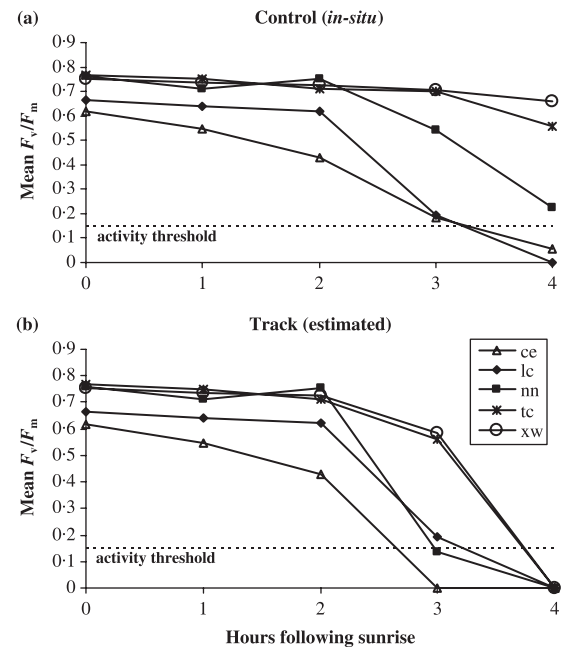 (a) Control (in-situ)
0·9
0·8
0·7
0·6
0·5
0·4
0·3
0·2
0·1
0
Mean Fv/Fm
activity threshold
0 1 2 3 4
(b) Track (estimated)
0·9
0·8
0·7
0·6
0·5
0·4
0·3
0·2
0·1
0
Mean Fv/Fm
activity threshold
ce
lc
nn
tc
xw
0 1 2 3 4
Hours following sunrise